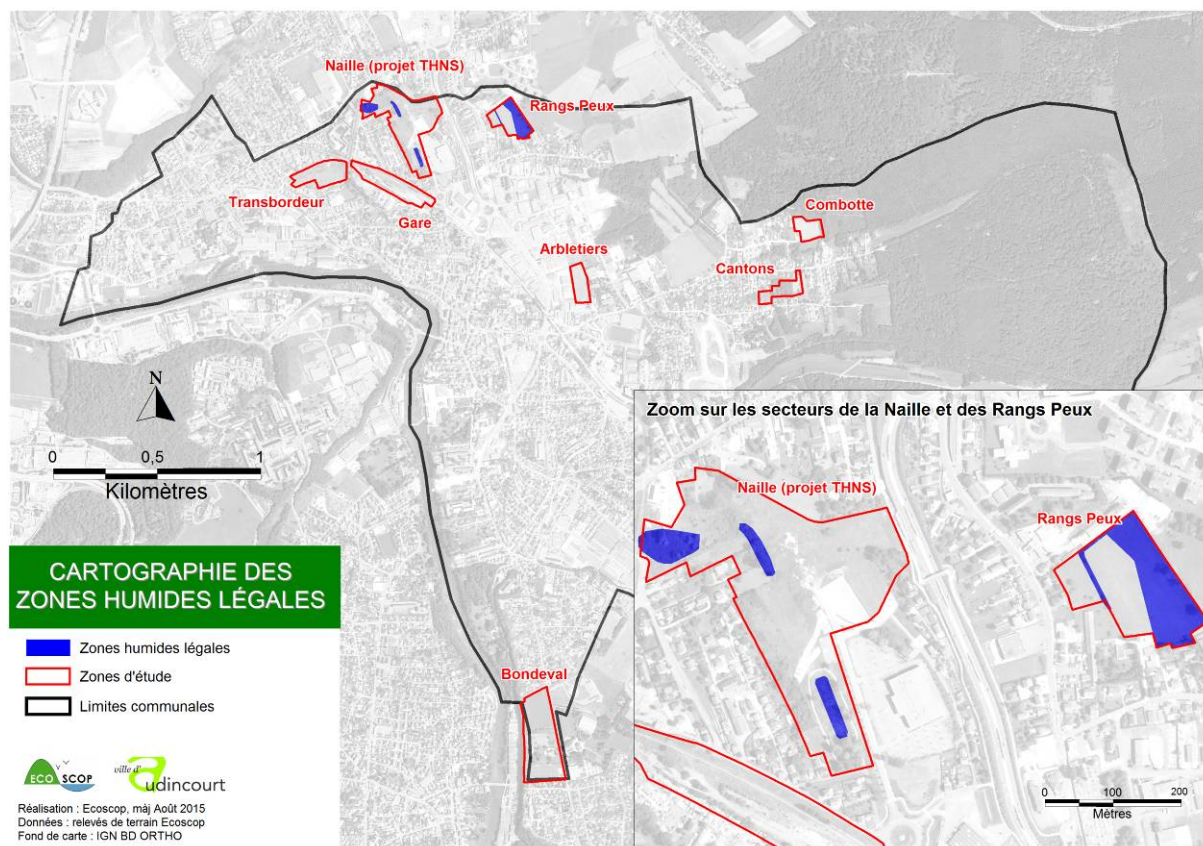 Naille (projet THNS)
Rangs Peux
Transbordeur
Gare
Combotte
Arbletiers
Cantons
N
0 0,5 1
Kilomètres
Zoom sur les secteurs de la Naille et des Rangs Peux
Naille (projet THNS)
Rangs Peux
CARTOGRAPHIE DES
ZONES HUMIDES LÉGALES
Zones humides légales
Zones d'étude
Limites communales
Bondeval
ECO SCOP
ville d'
audincourt
Réalisation : Ecoscop, màj Août 2015
Données : relevés de terrain Ecoscop
Fond de carte : IGN BD ORTHO
0 100 200
Mètres